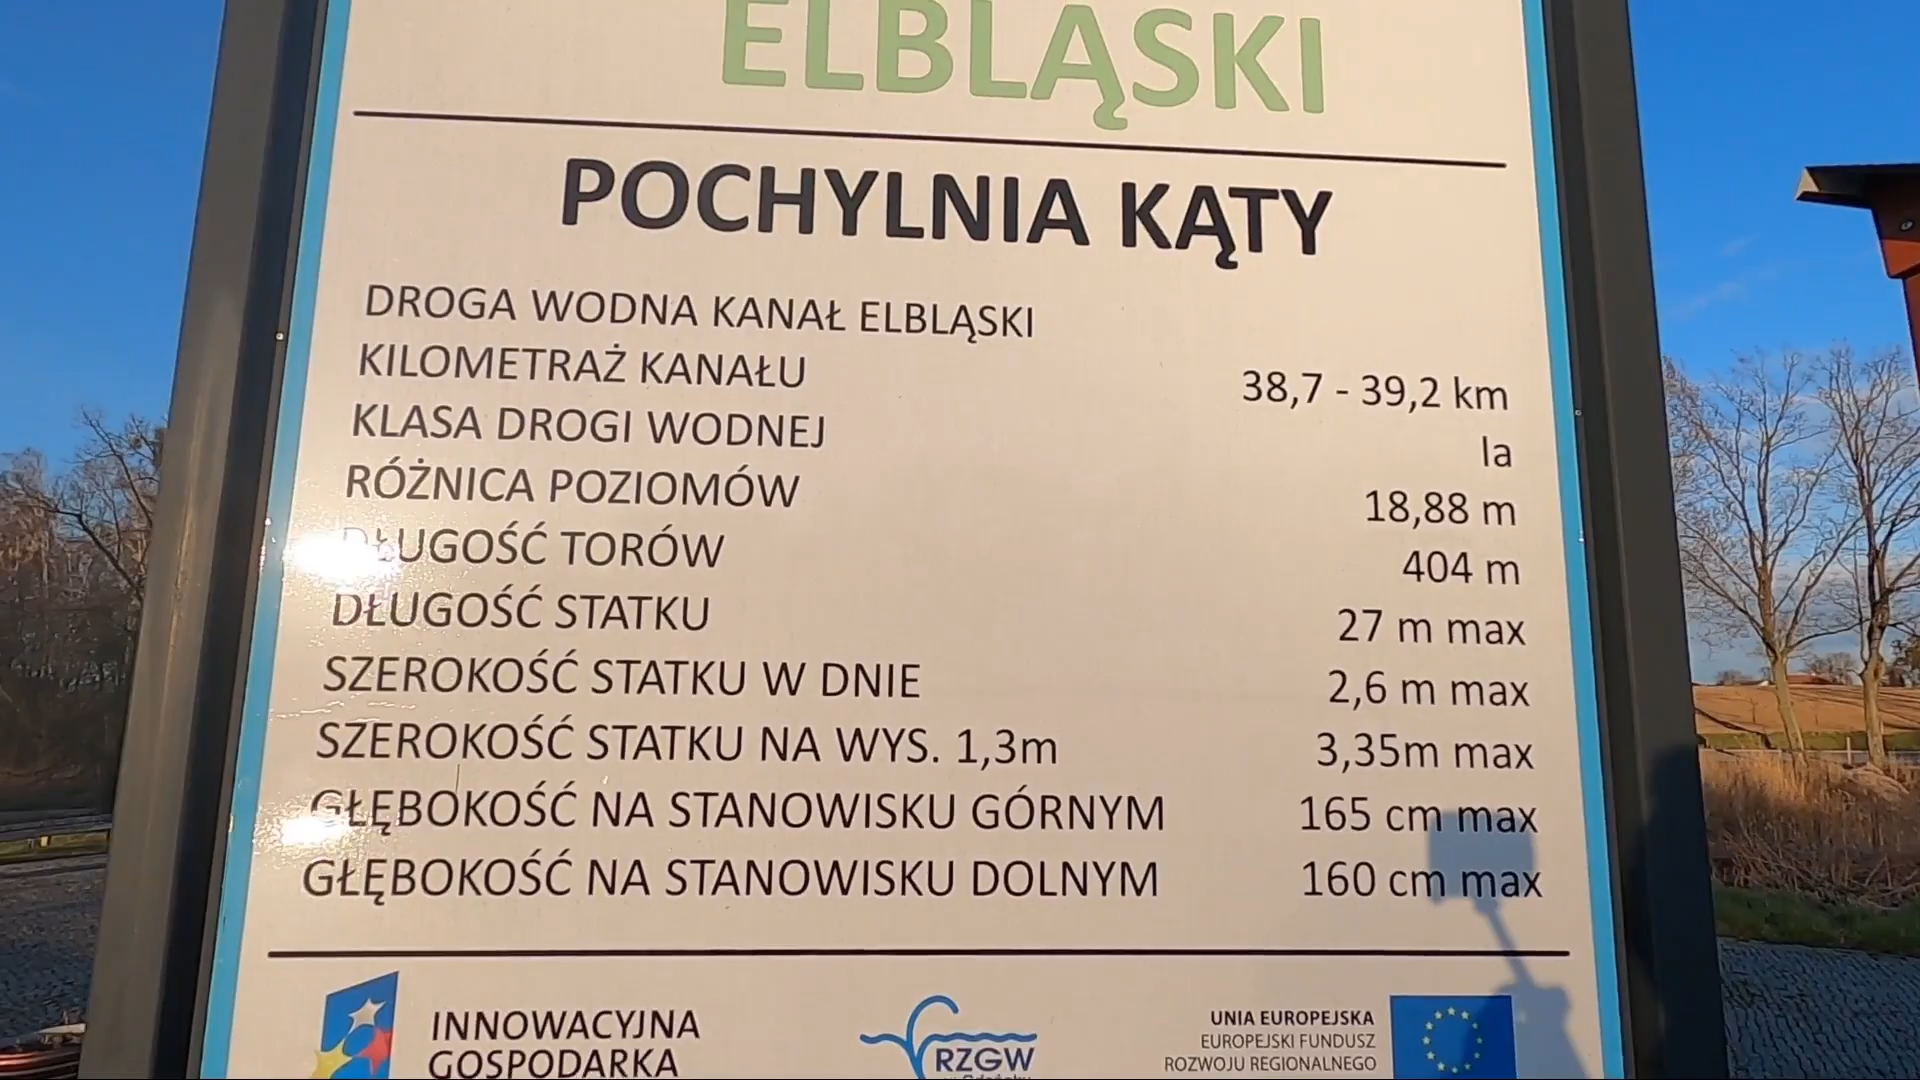 ELBLĄSKI
POCHYLNIA KĄTY
DROGA WODNA KANAŁ ELBLĄSKI
KILOMETRAŻ KANAŁU 38,7 - 39,2 km
KLASA DROGI WODNEJ Ia
RÓŻNICA POZIOMÓW 18,88 m
DŁUGOŚĆ TORÓW 404 m
DŁUGOŚĆ STATKU 27 m max
SZEROKOŚĆ STATKU W DNIE 2,6 m max
SZEROKOŚĆ STATKU NA WYS. 1,3m 3,35m max
GŁĘBOKOŚĆ NA STANOWISKU GÓRNYM 165 cm max
GŁĘBOKOŚĆ NA STANOWISKU DOLNYM 160 cm max
INNOWACYJNA
GOSPODARKA
RZGW
UNIA EUROPEJSKA
EUROPEJSKI FUNDUSZ
ROZWOJU REGIONALNEGO